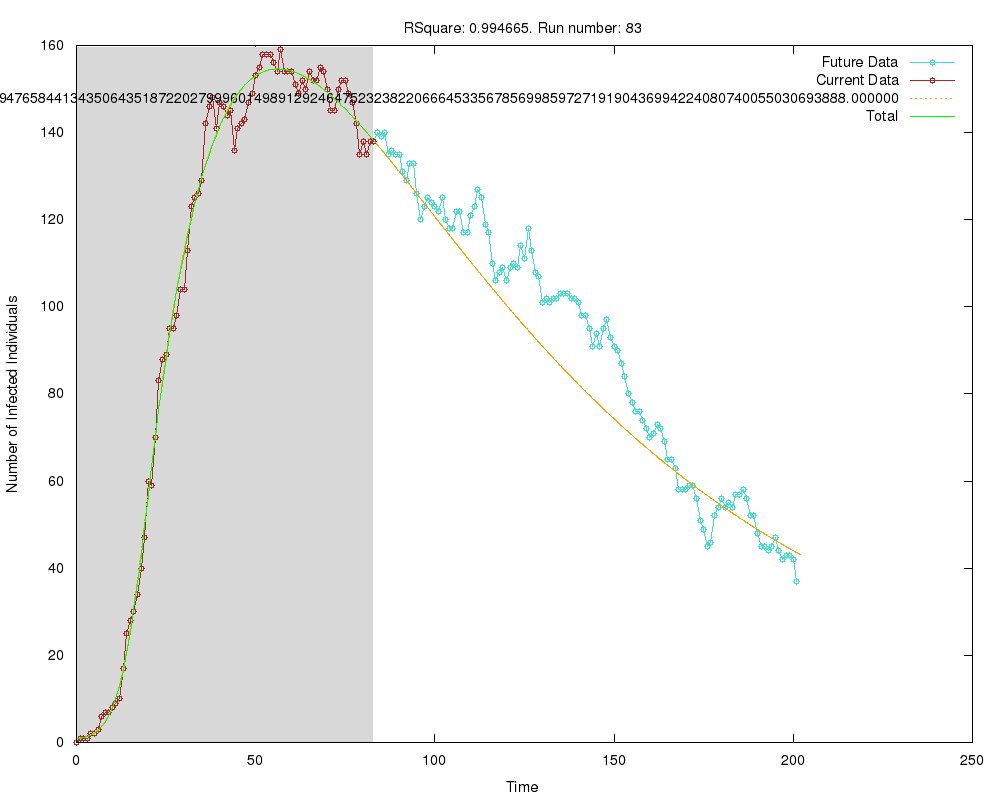 RSquare: 0.994665. Run number: 83
160
Future Data
Current Data
Total
140
120
100
80
60
40
20
0
Number of Infected Individuals
0 50 100 150 200 250
Time